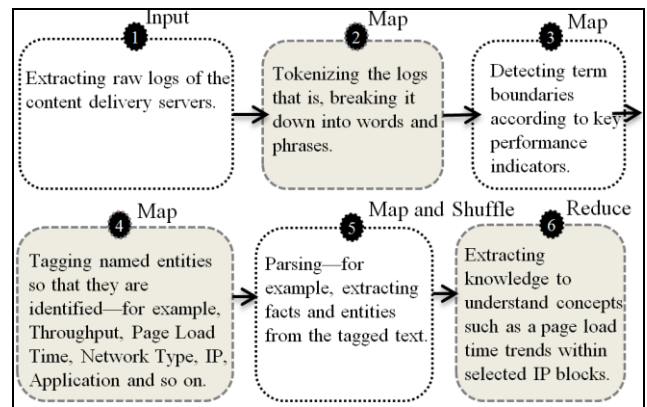 Input
1
Extracting raw logs of the
content delivery servers.
Map
2
Tokenizing the logs
that is, breaking it
down into words and
phrases.
Map
3
Detecting term
boundaries
according to key
performance
indicators.
Map
4
Tagging named entities
so that they are
identified—for example,
Throughput, Page Load
Time, Network Type, IP,
Application and so on.
Map and Shuffle
5
Parsing—for
example, extracting
facts and entities
from the tagged text.
Reduce
6
Extracting
knowledge to
understand concepts
such as a page load
time trends within
selected IP blocks.